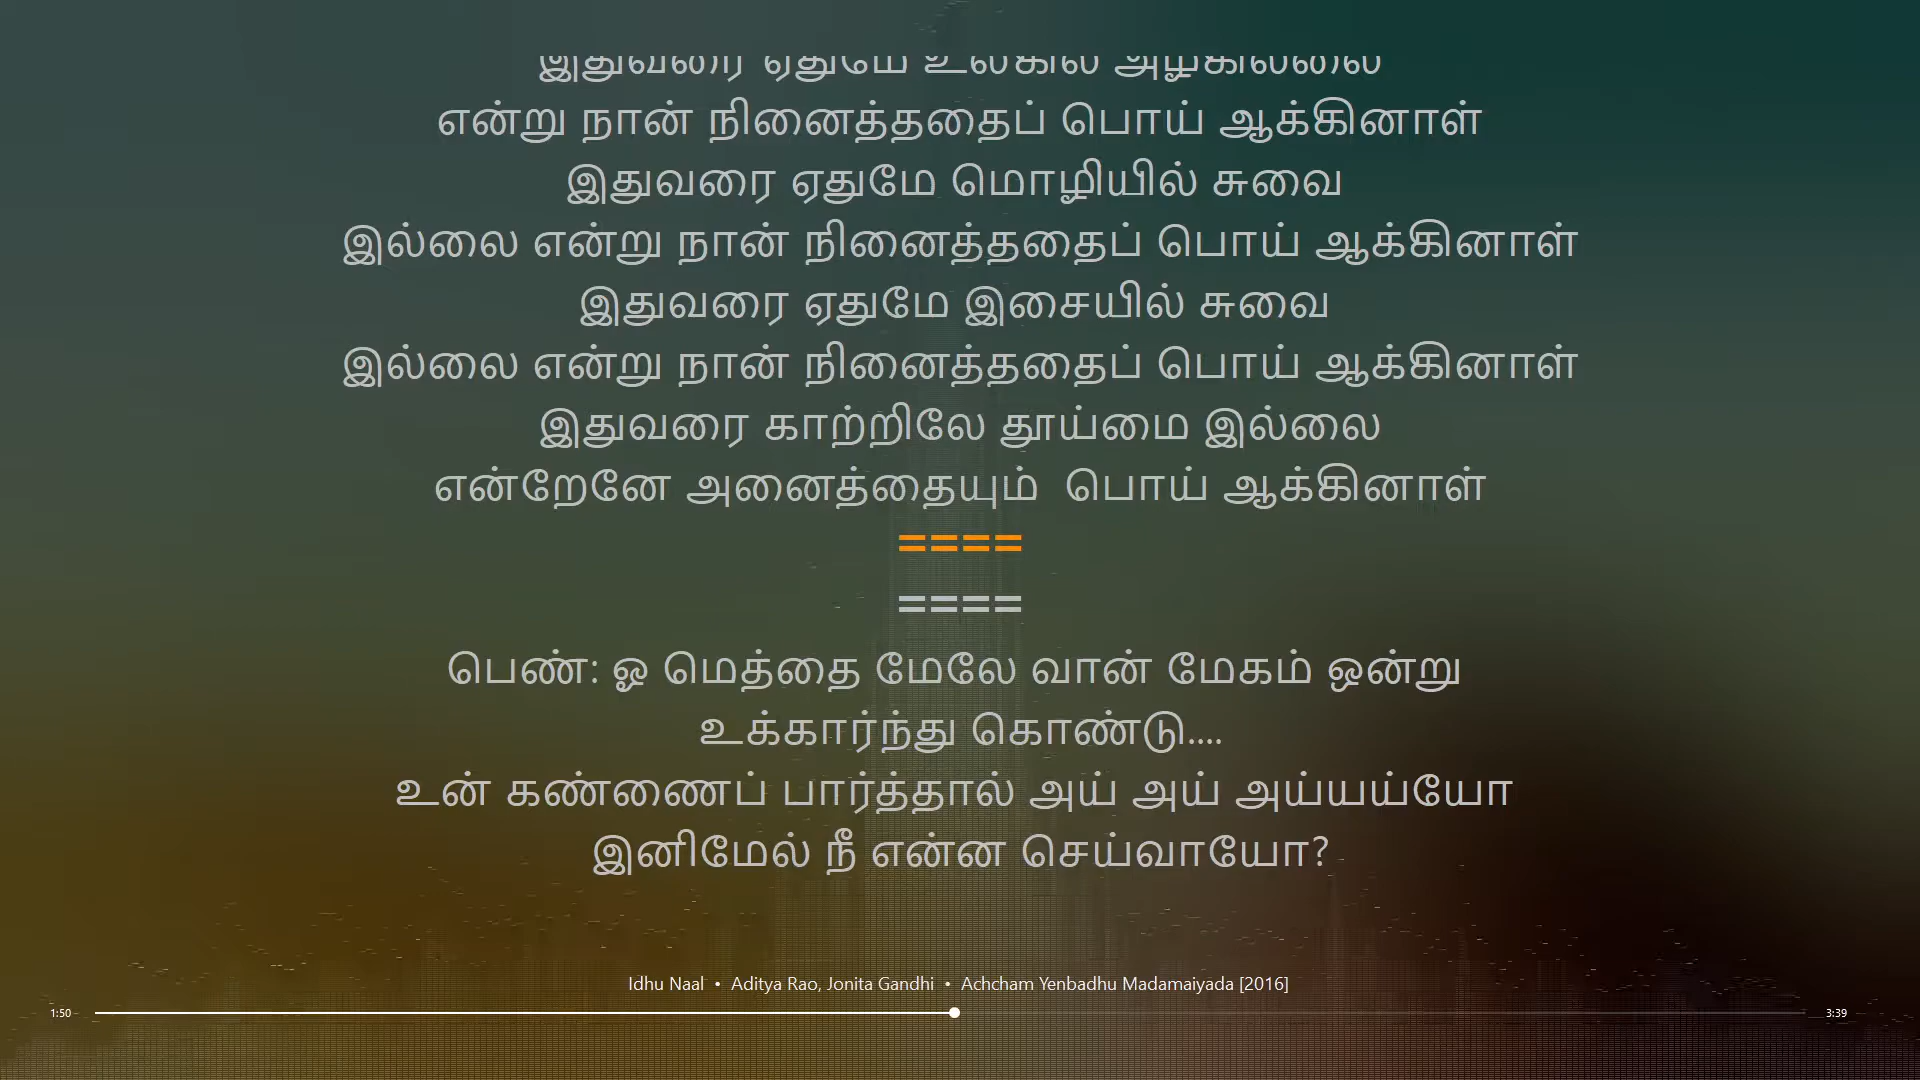 இதுவரை ஏதுமே உலகில் அழகில்லை
என்று நான் நினைத்ததைப் பொய் ஆக்கினாள்
இதுவரை ஏதுமே மொழியில் சுவை
இல்லை என்று நான் நினைத்ததைப் பொய் ஆக்கினாள்
இதுவரை ஏதுமே இசையில் சுவை
இல்லை என்று நான் நினைத்ததைப் பொய் ஆக்கினாள்
இதுவரை காற்றிலே தூய்மை இல்லை
என்றேனே அனைத்தையும்  பொய் ஆக்கினாள்
====
====
பெண்: ஓ மெத்தை மேலே வான் மேகம் ஒன்று
உக்கார்ந்து கொண்டு....
உன் கண்ணைப் பார்த்தால் அய் அய் அய்யய்யோ
இனிமேல் நீ என்ன செய்வாயோ?
Idhu Naal • Aditya Rao, Jonita Gandhi • Achcham Yenbadhu Madamaiyada [2016]
1:50 3:39